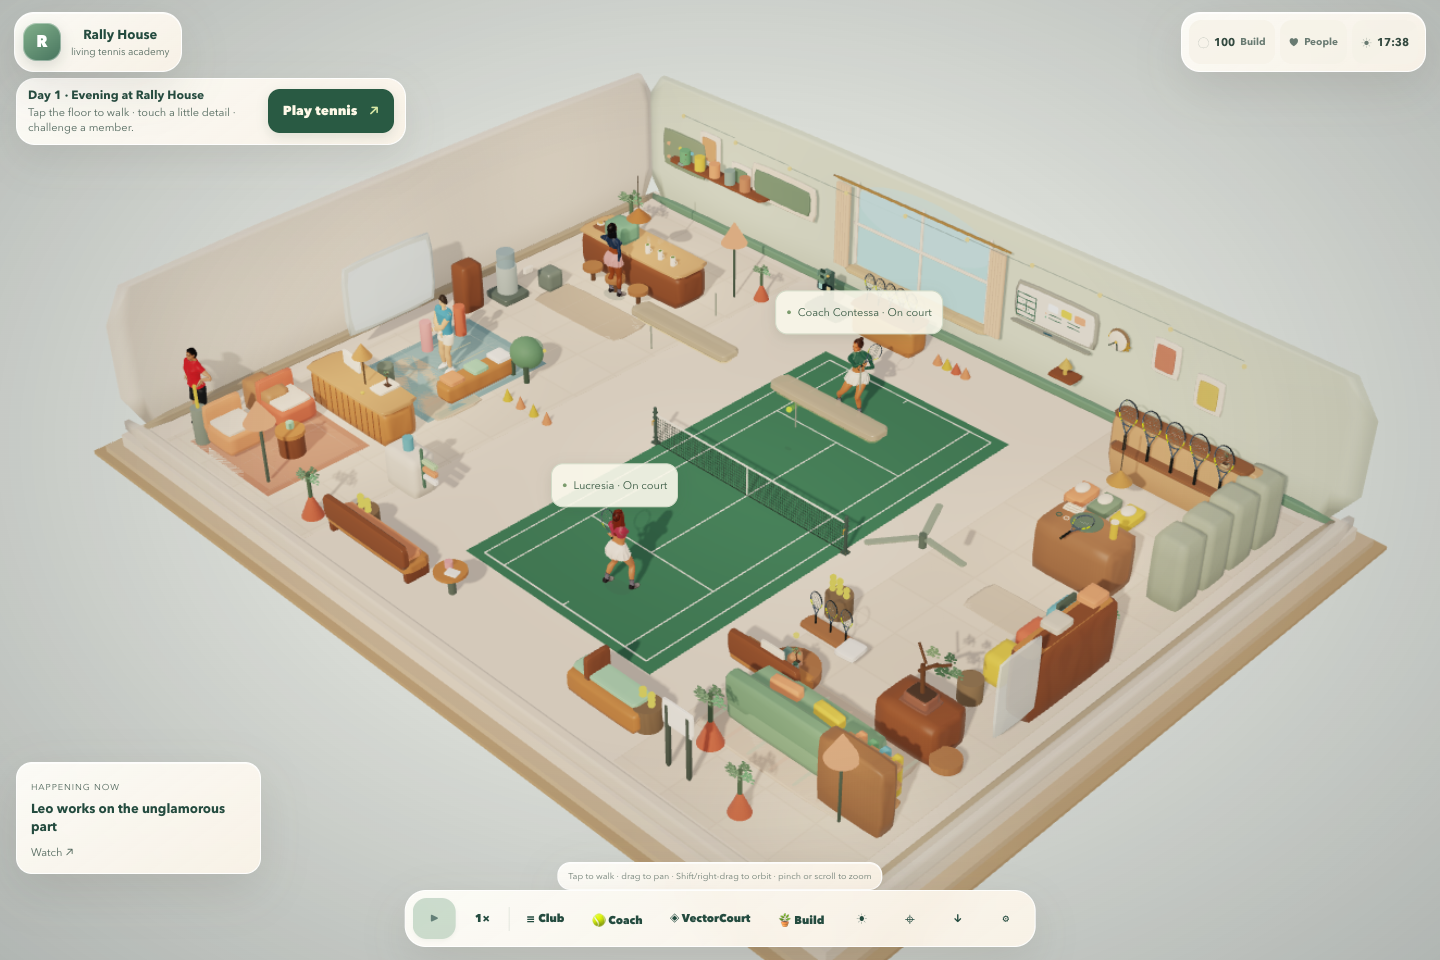 R
Rally House
living tennis academy
100 Build
People
17:38
Day 1 · Evening at Rally House
Tap the floor to walk · touch a little detail ·
challenge a member.
Play tennis ↗
Coach Contessa · On court
Lucresia · On court
HAPPENING NOW
Leo works on the unglamorous
part
Watch ↗
Tap to walk · drag to pan · Shift/right-drag to orbit · pinch or scroll to zoom
1×
Club
Coach
VectorCourt
Build